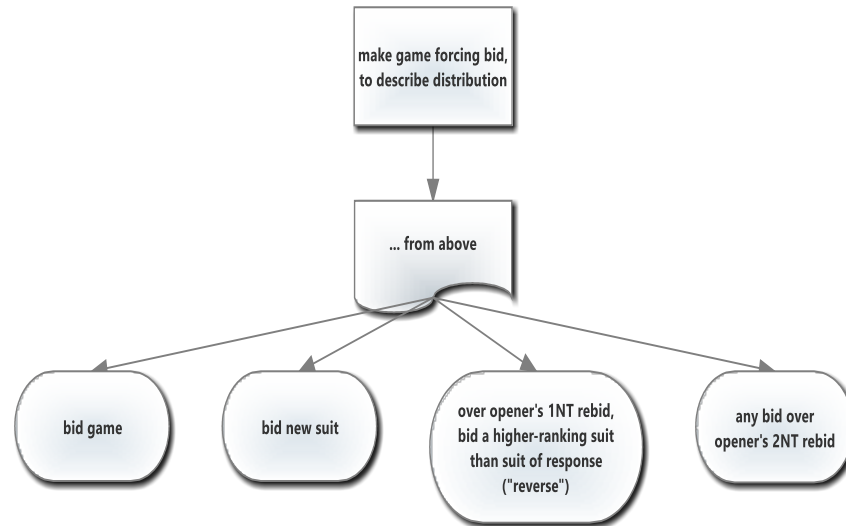 make game forcing bid,
to describe distribution
... from above
bid game
bid new suit
over opener's 1NT rebid,
bid a higher-ranking suit
than suit of response
("reverse")
any bid over
opener's 2NT rebid